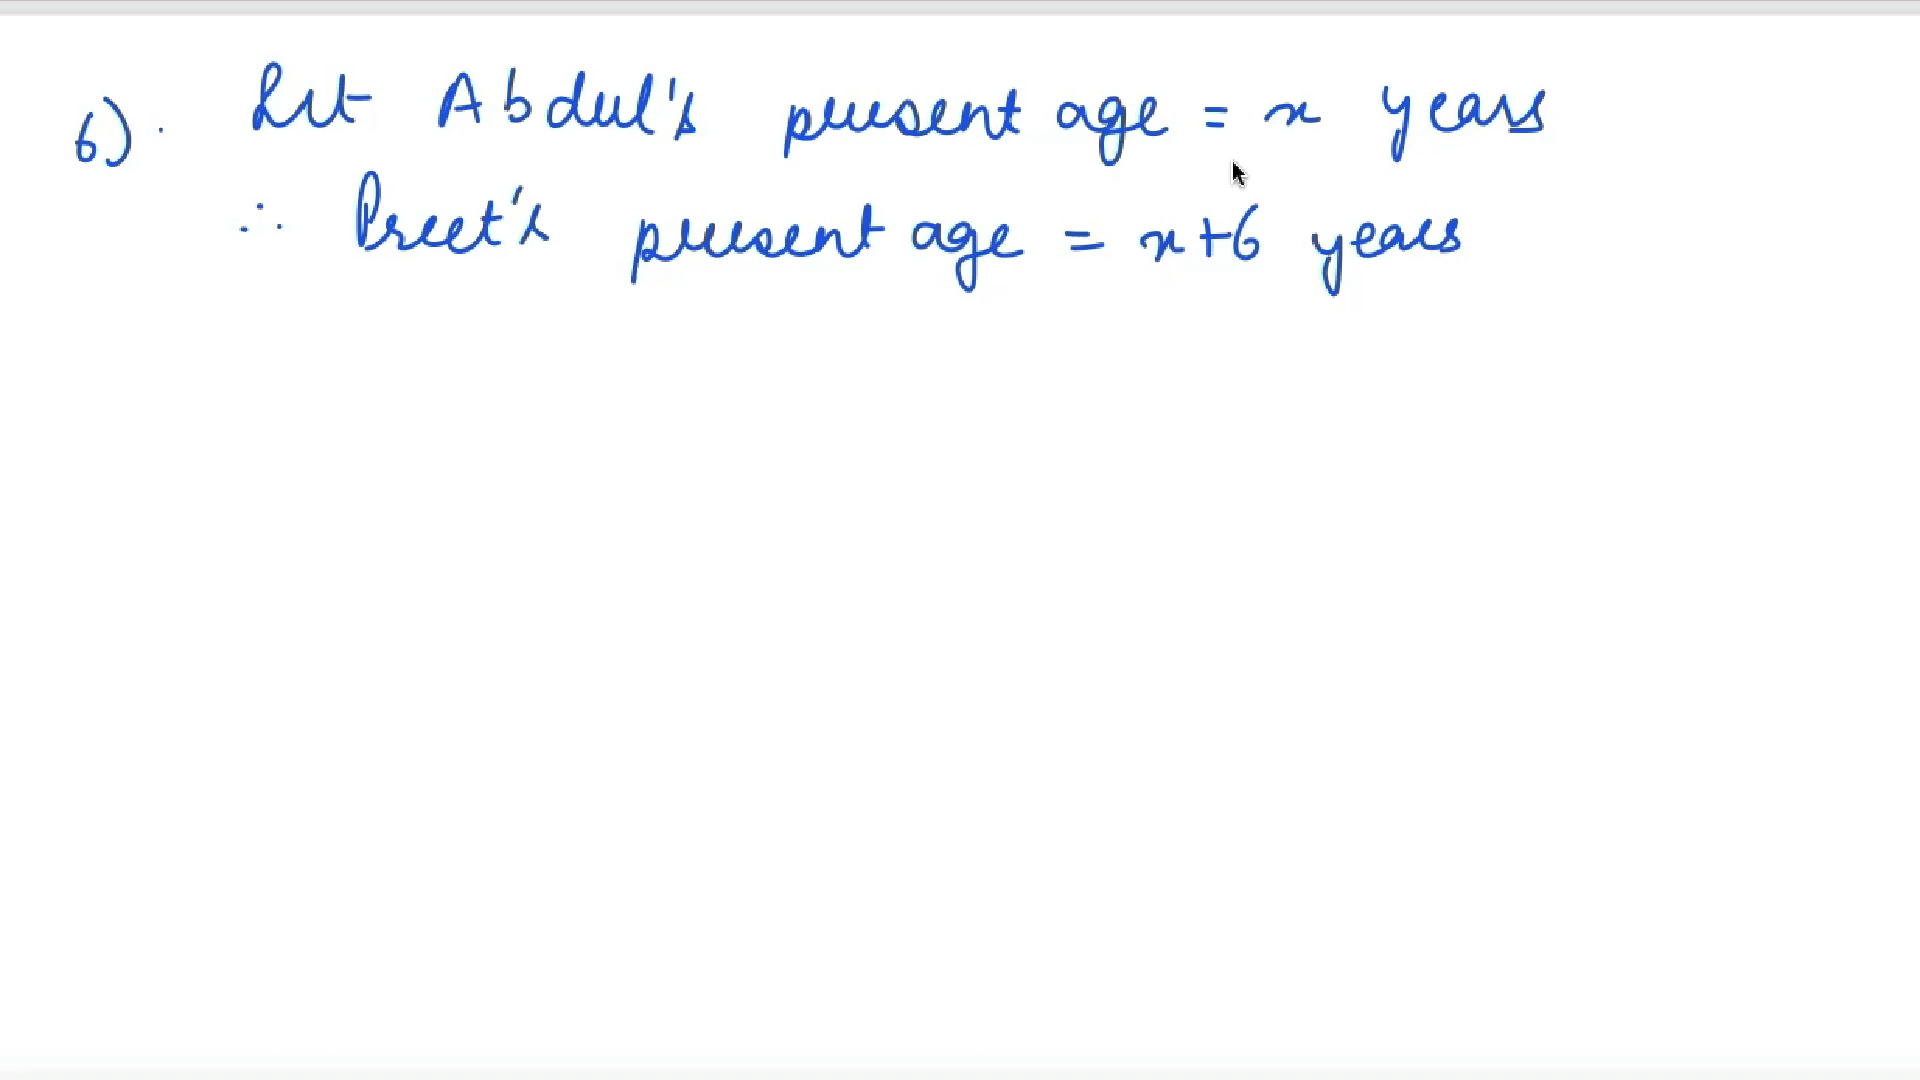 6). Let Abdul's present age = x years
∴ Preet's present age = x+6 years